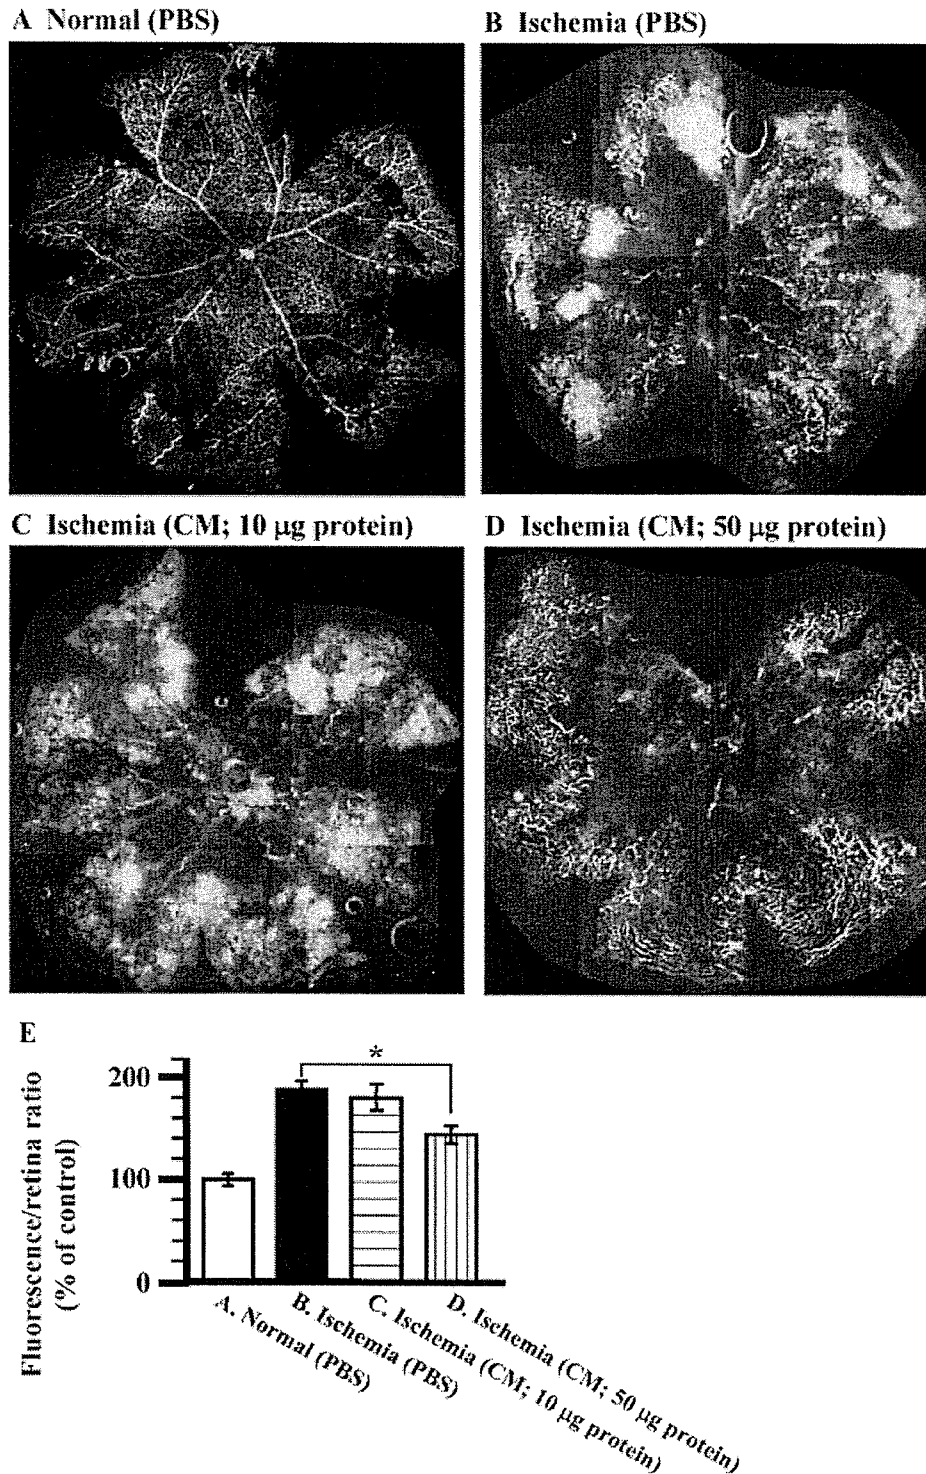 A Normal (PBS)
B Ischemia (PBS)
C Ischemia (CM; 10 µg protein)
D Ischemia (CM; 50 µg protein)
E
Fluorescence/retina ratio
(% of control)
200
100
0
*
A. Normal (PBS)
B. Ischemia (PBS)
C. Ischemia (CM; 10 µg protein)
D. Ischemia (CM; 50 µg protein)